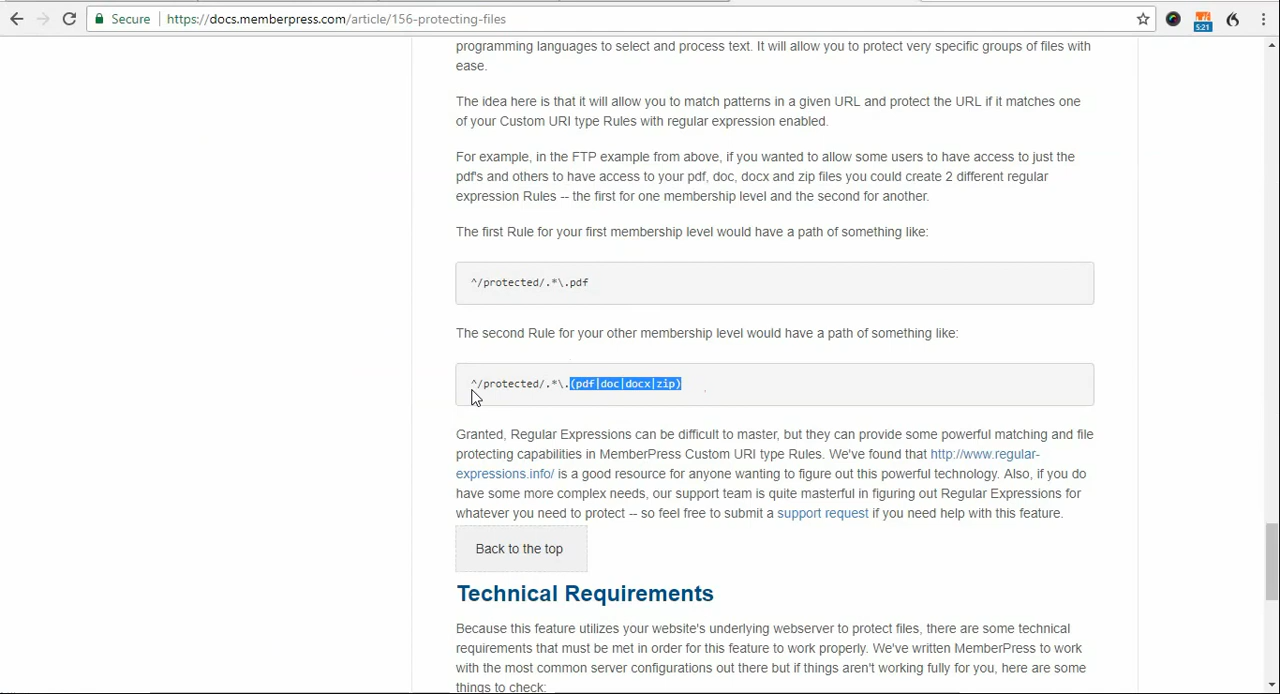 Secure
https://docs.memberpress.com/article/156-protecting-files
5:21
programming languages to select and process text. It will allow you to protect very specific groups of files with
ease.
The idea here is that it will allow you to match patterns in a given URL and protect the URL if it matches one
of your Custom URI type Rules with regular expression enabled.
For example, in the FTP example from above, if you wanted to allow some users to have access to just the
pdf's and others to have access to your pdf, doc, docx and zip files you could create 2 different regular
expression Rules -- the first for one membership level and the second for another.
The first Rule for your first membership level would have a path of something like:
^/protected/.*\.pdf
The second Rule for your other membership level would have a path of something like:
^/protected/.*\.(pdf|doc|docx|zip)
Granted, Regular Expressions can be difficult to master, but they can provide some powerful matching and file
protecting capabilities in MemberPress Custom URI type Rules. We've found that http://www.regular-
expressions.info/ is a good resource for anyone wanting to figure out this powerful technology. Also, if you do
have some more complex needs, our support team is quite masterful in figuring out Regular Expressions for
whatever you need to protect -- so feel free to submit a support request if you need help with this feature.
Back to the top
Technical Requirements
Because this feature utilizes your website's underlying webserver to protect files, there are some technical
requirements that must be met in order for this feature to work properly. We've written MemberPress to work
with the most common server configurations out there but if things aren't working fully for you, here are some
things to check: